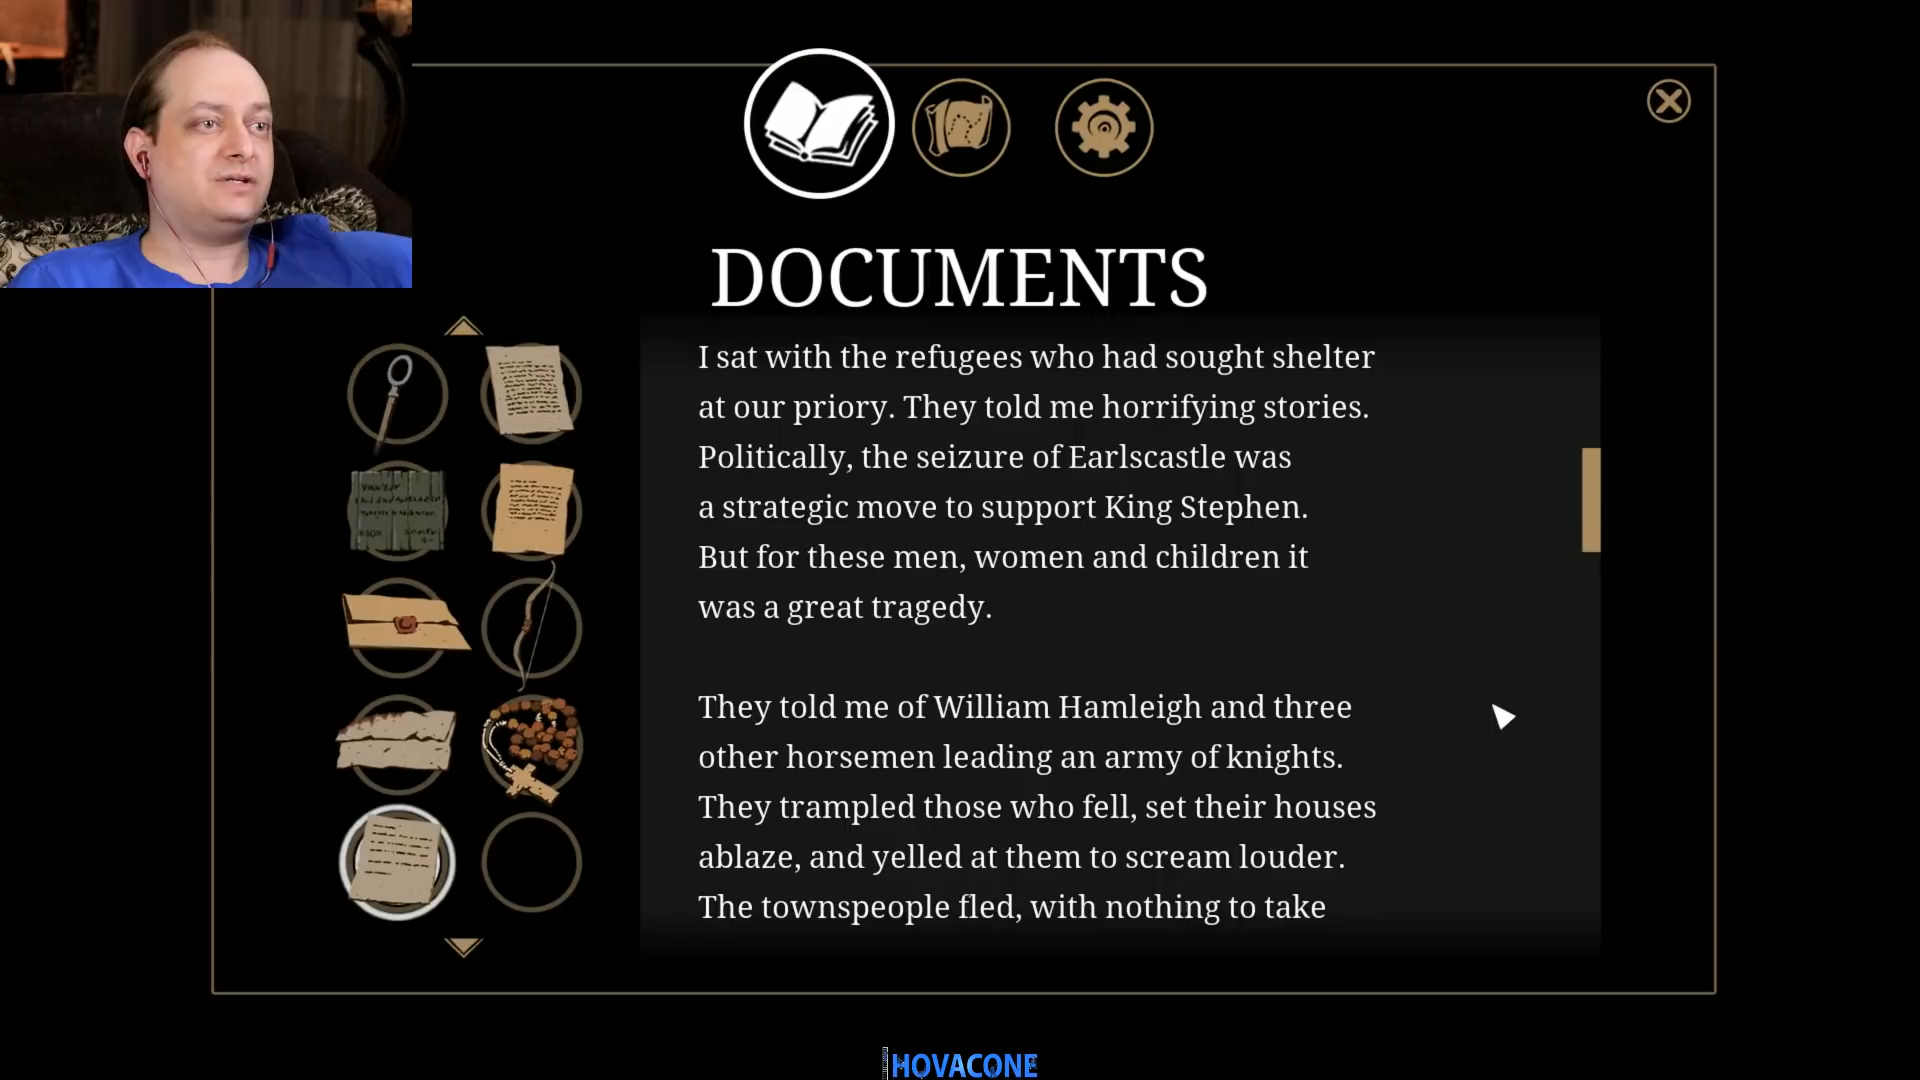 DOCUMENTS
I sat with the refugees who had sought shelter
at our priory. They told me horrifying stories.
Politically, the seizure of Earlscastle was
a strategic move to support King Stephen.
But for these men, women and children it
was a great tragedy.
They told me of William Hamleigh and three
other horsemen leading an army of knights.
They trampled those who fell, set their houses
ablaze, and yelled at them to scream louder.
The townspeople fled, with nothing to take
HOVACONE